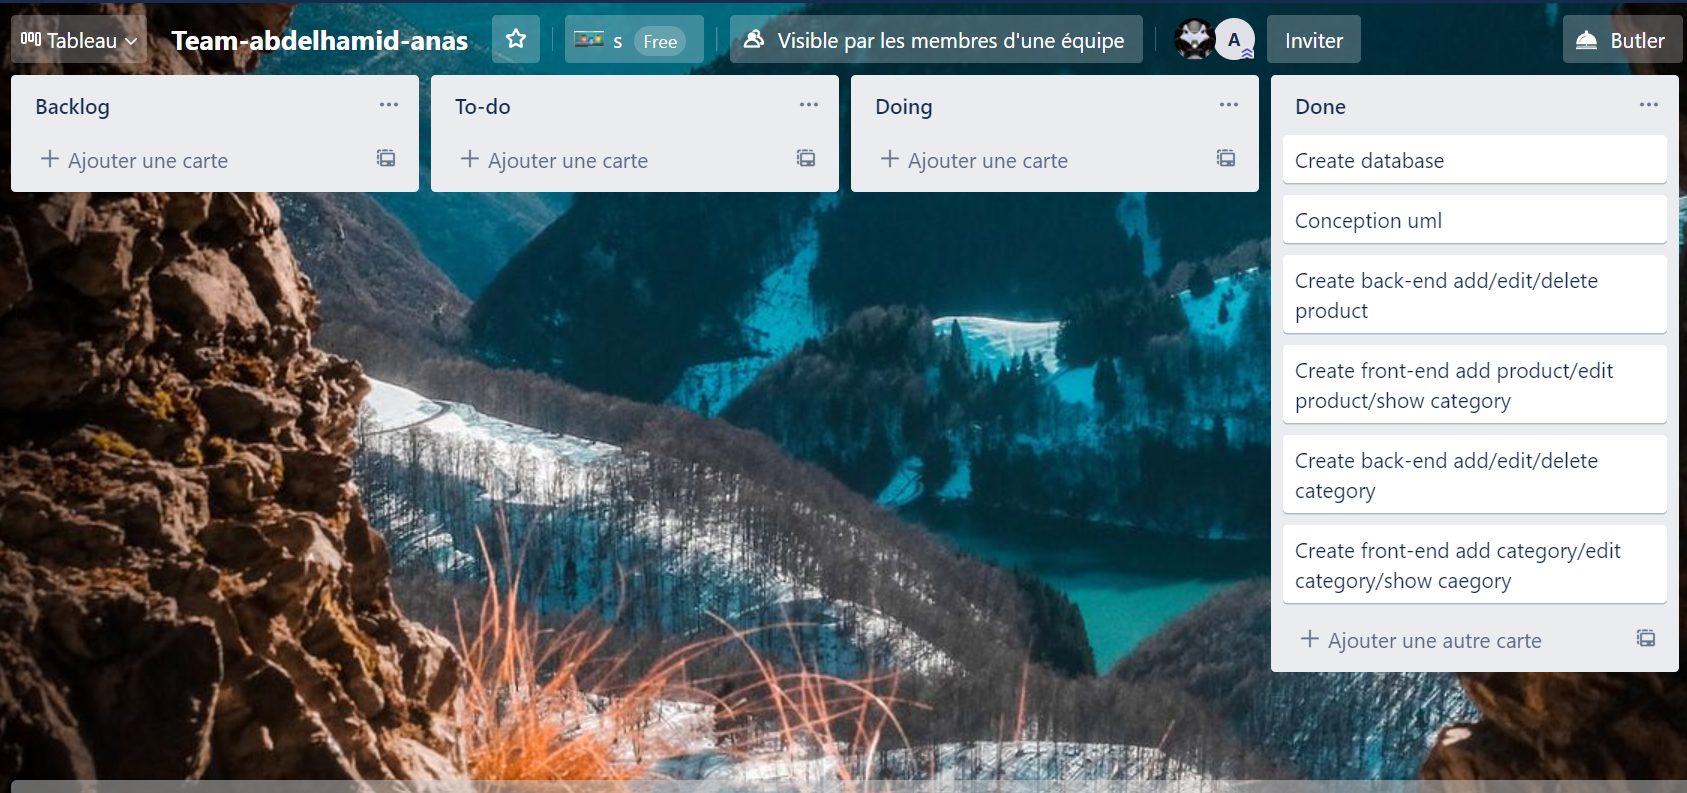 Tableau
Team-abdelhamid-anas
s
Free
Visible par les membres d'une équipe
A
Inviter
Butler
Backlog
Ajouter une carte
To-do
Ajouter une carte
Doing
Ajouter une carte
Done
Create database
Conception uml
Create back-end add/edit/delete
product
Create front-end add product/edit
product/show category
Create back-end add/edit/delete
category
Create front-end add category/edit
category/show caegory
Ajouter une autre carte